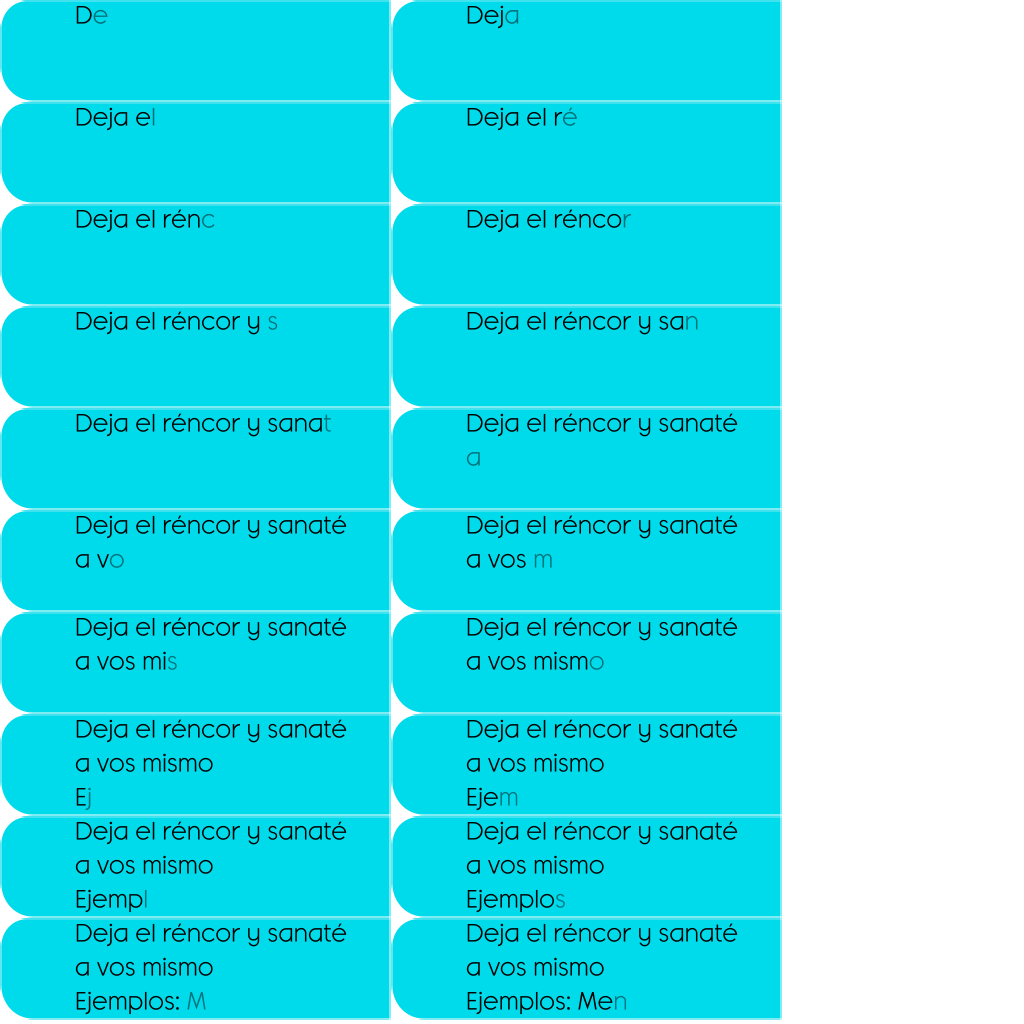 De
Deja
Deja el
Deja el ré
Deja el rénc
Deja el réncor
Deja el réncor y s
Deja el réncor y san
Deja el réncor y sanat
Deja el réncor y sanaté
a
Deja el réncor y sanaté
a vo
Deja el réncor y sanaté
a vos m
Deja el réncor y sanaté
a vos mis
Deja el réncor y sanaté
a vos mismo
Deja el réncor y sanaté
a vos mismo
Ej
Deja el réncor y sanaté
a vos mismo
Ejem
Deja el réncor y sanaté
a vos mismo
Ejempl
Deja el réncor y sanaté
a vos mismo
Ejemplos
Deja el réncor y sanaté
a vos mismo
Ejemplos: M
Deja el réncor y sanaté
a vos mismo
Ejemplos: Men